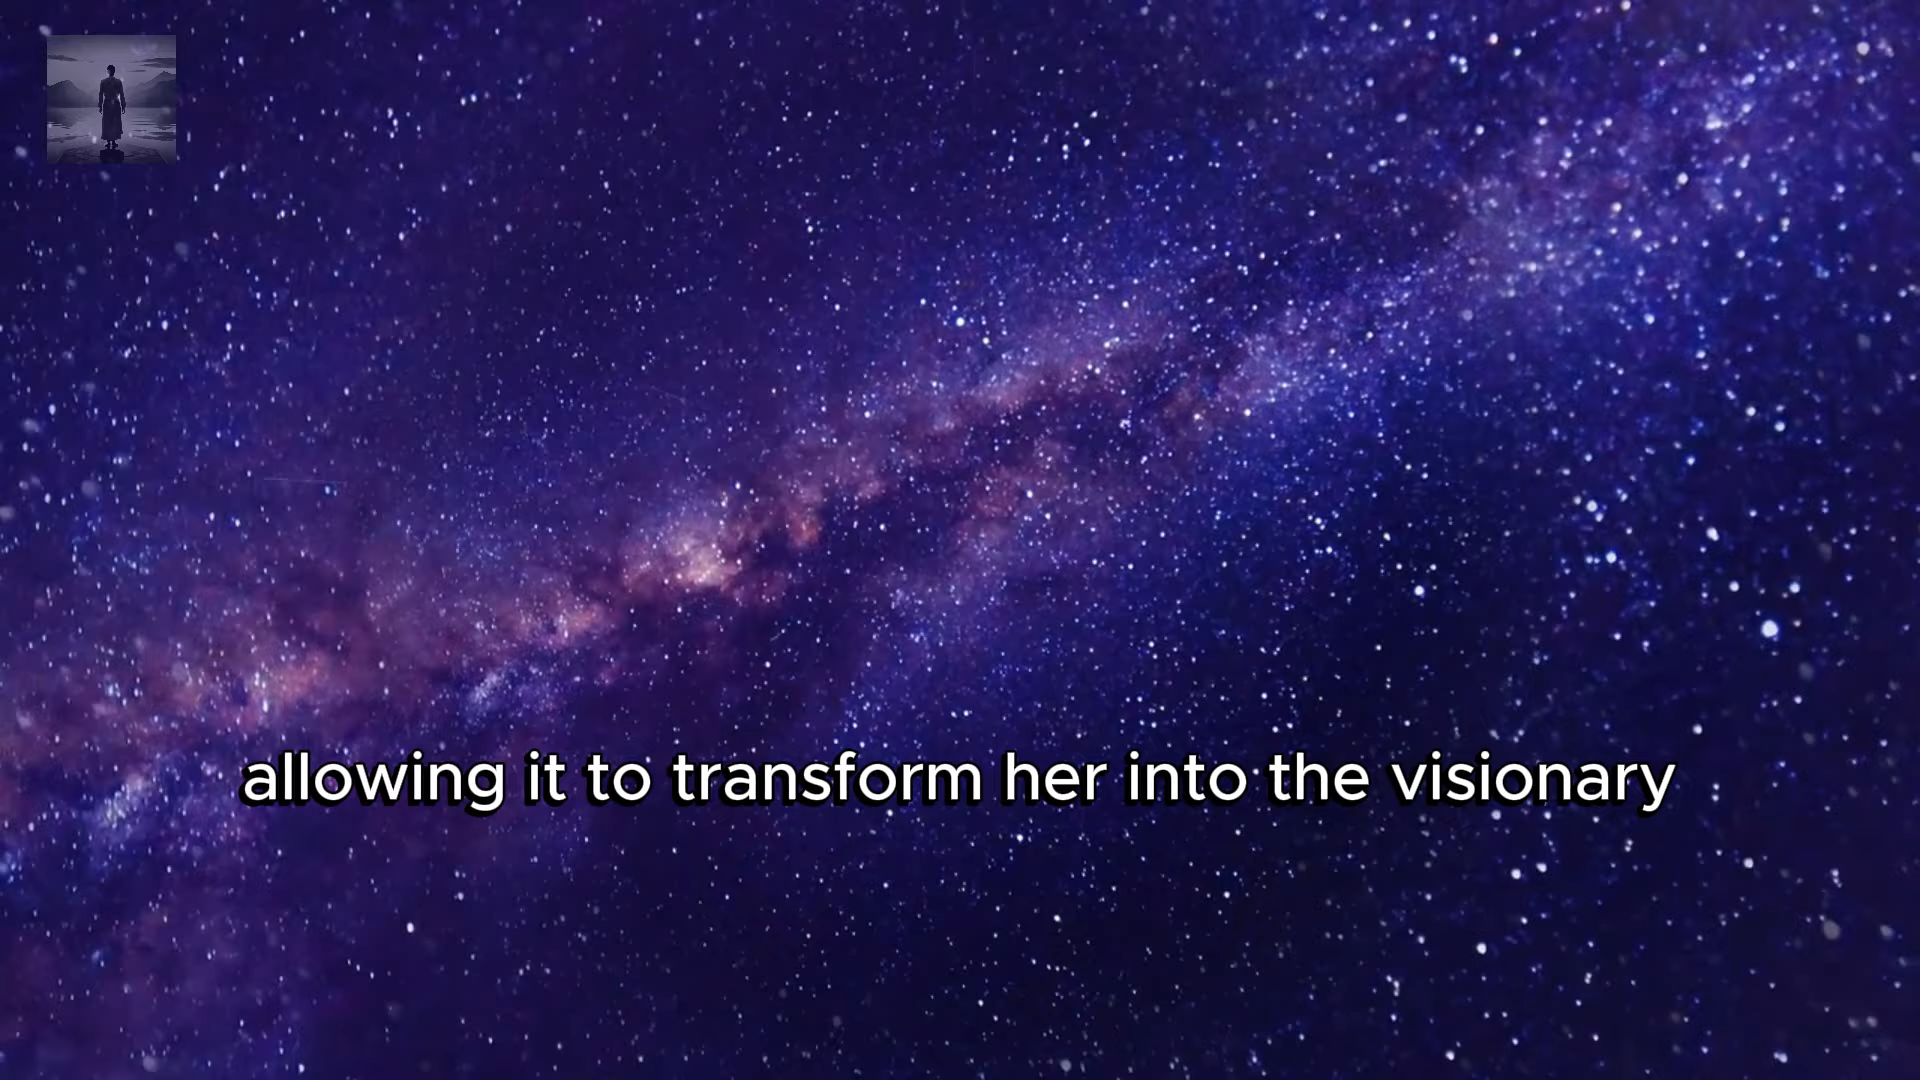 allowing it to transform her into the visionary